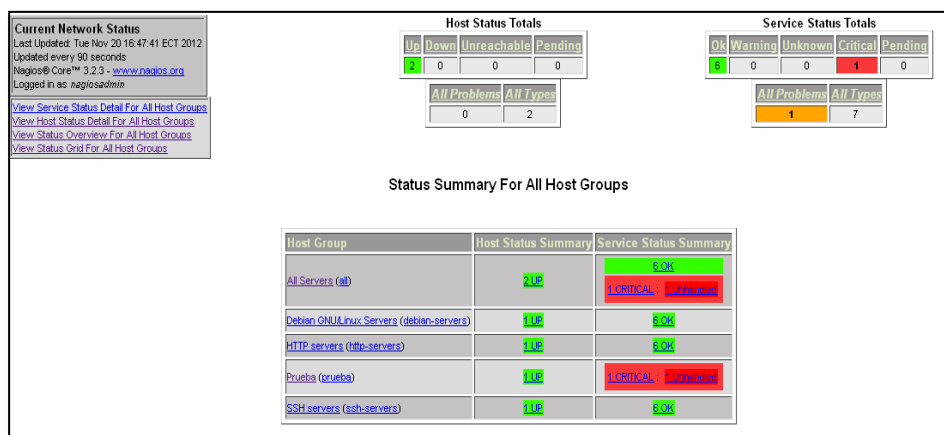 Current Network Status
Last Updated: Tue Nov 20 16:47:41 ECT 2012
Updated every 90 seconds
Nagios® Core™ 3.2.3 - www.nagios.org
Logged in as nagiosadmin
View Service Status Detail For All Host Groups
View Host Status Detail For All Host Groups
View Status Overview For All Host Groups
View Status Grid For All Host Groups
Host Status Totals
Up Down Unreachable Pending
2 0 0 0
All Problems All Types
0 2
Service Status Totals
Ok Warning Unknown Critical Pending
6 0 0 1 0
All Problems All Types
1 7
Status Summary For All Host Groups
Host Group Host Status Summary Service Status Summary
All Servers (all) 2 UP 6 OK
1 CRITICAL : 1 Unhandled
Debian GNU/Linux Servers (debian-servers) 1 UP 6 OK
HTTP servers (http-servers) 1 UP 6 OK
Prueba (prueba) 1 UP 1 CRITICAL : 1 Unhandled
SSH servers (ssh-servers) 1 UP 6 OK